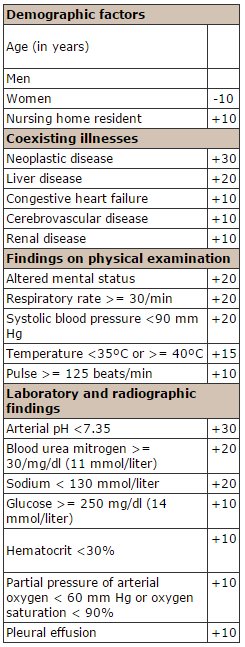 Demographic factors
Age (in years)
Men
Women -10
Nursing home resident +10
Coexisting illnesses
Neoplastic disease +30
Liver disease +20
Congestive heart failure +10
Cerebrovascular disease +10
Renal disease +10
Findings on physical examination
Altered mental status +20
Respiratory rate >= 30/min +20
Systolic blood pressure <90 mm +20
Hg
Temperature <35ºC or >= 40ºC +15
Pulse >= 125 beats/min +10
Laboratory and radiographic
findings
Arterial pH <7.35 +30
Blood urea mitrogen >= +20
30/mg/dl (11 mmol/liter)
Sodium < 130 mmol/liter +20
Glucose >= 250 mg/dl (14 +10
mmol/liter)
Hematocrit <30% +10
Partial pressure of arterial +10
oxygen < 60 mm Hg or oxygen
saturation < 90%
Pleural effusion +10